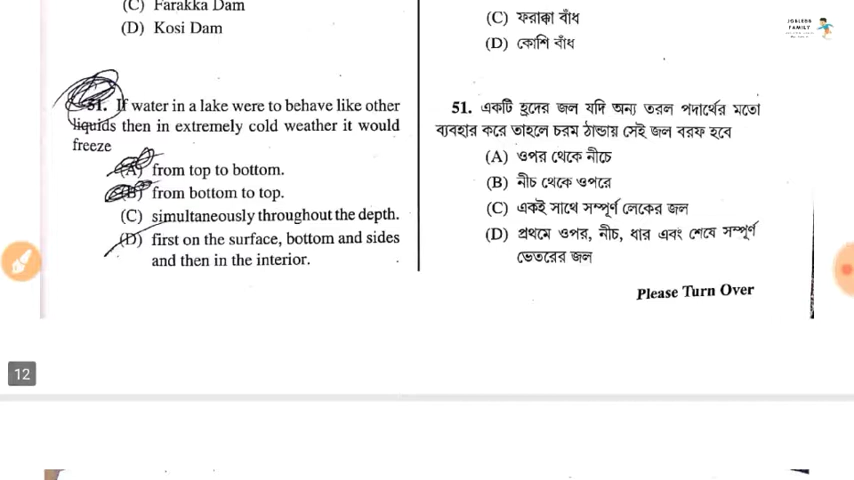 (C) Farakka Dam
(D) Kosi Dam
51. If water in a lake were to behave like other
liquids then in extremely cold weather it would
freeze
(A) from top to bottom.
(B) from bottom to top.
(C) simultaneously throughout the depth.
(D) first on the surface, bottom and sides
and then in the interior.
(C) ফরাক্কা বাঁধ
(D) কোশি বাঁধ
51. একটি হ্রদের জল যদি অন্য তরল পদার্থের মতো
ব্যবহার করে তাহলে চরম ঠান্ডায় সেই জল বরফ হবে
(A) ওপর থেকে নীচে
(B) নীচ থেকে ওপরে
(C) একই সাথে সম্পূর্ণ লেকের জল
(D) প্রথমে ওপর, নীচ, ধার এবং শেষে সম্পূর্ণ
ভেতরের জল
Please Turn Over
12
JOBLESS
FAMILY